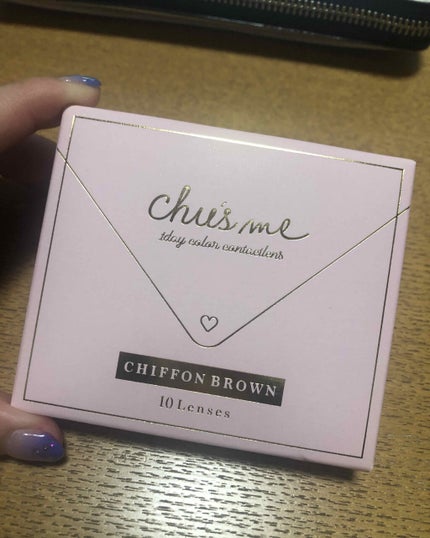 chu's me
1day color contactlens
CHIFFON BROWN
10 Lenses